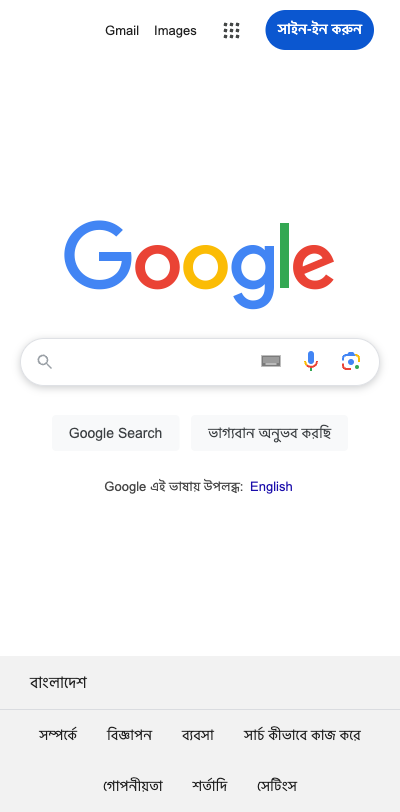 Gmail Images সাইন-ইন করুন
Google
Google Search ভাগ্যবান অনুভব করছি
Google এই ভাষায় উপলব্ধ: English
বাংলাদেশ
সম্পর্কে বিজ্ঞাপন ব্যবসা সার্চ কীভাবে কাজ করে
গোপনীয়তা শর্তাদি সেটিংস